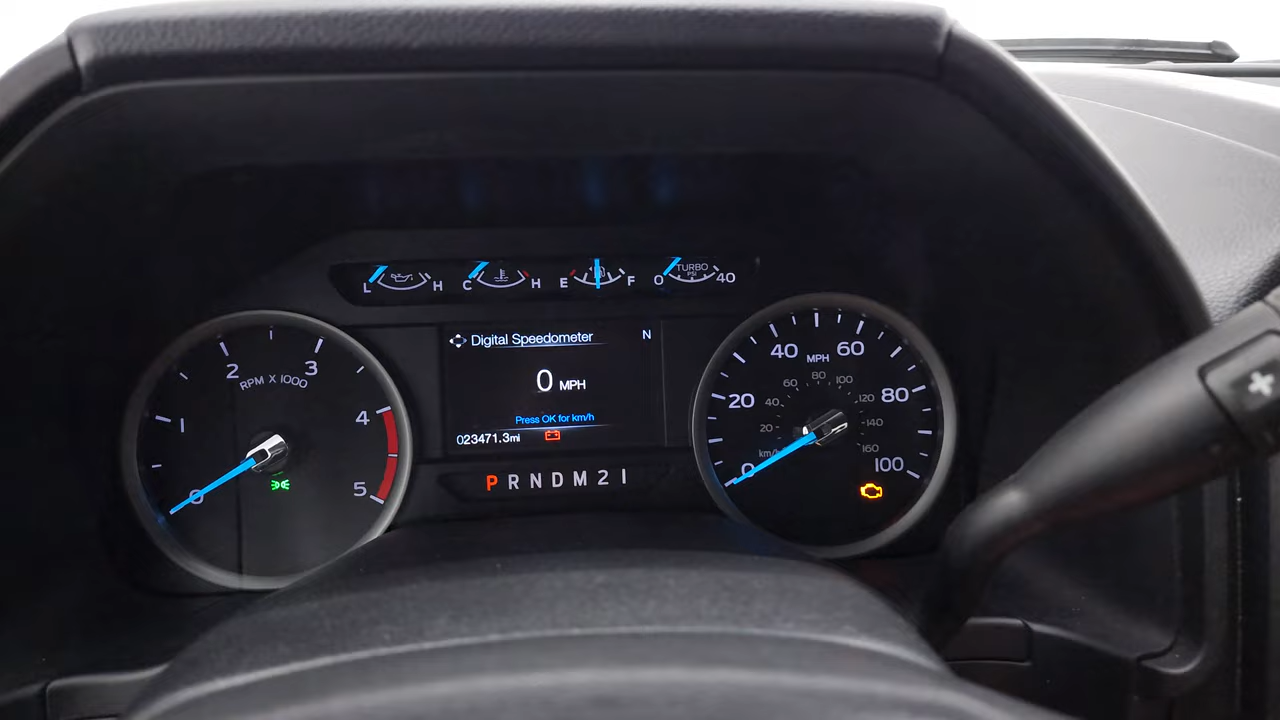 L H C H E F 0 TURBO 40
PSI
Digital Speedometer N
0 MPH
Press OK for km/h
023471.3mi
P R N D M 2 1
0 1 2 3 4 5
RPM X 1000
0 20 40 60 80 100
MPH
20 40 60 80 100 120 140 160
km/h
+